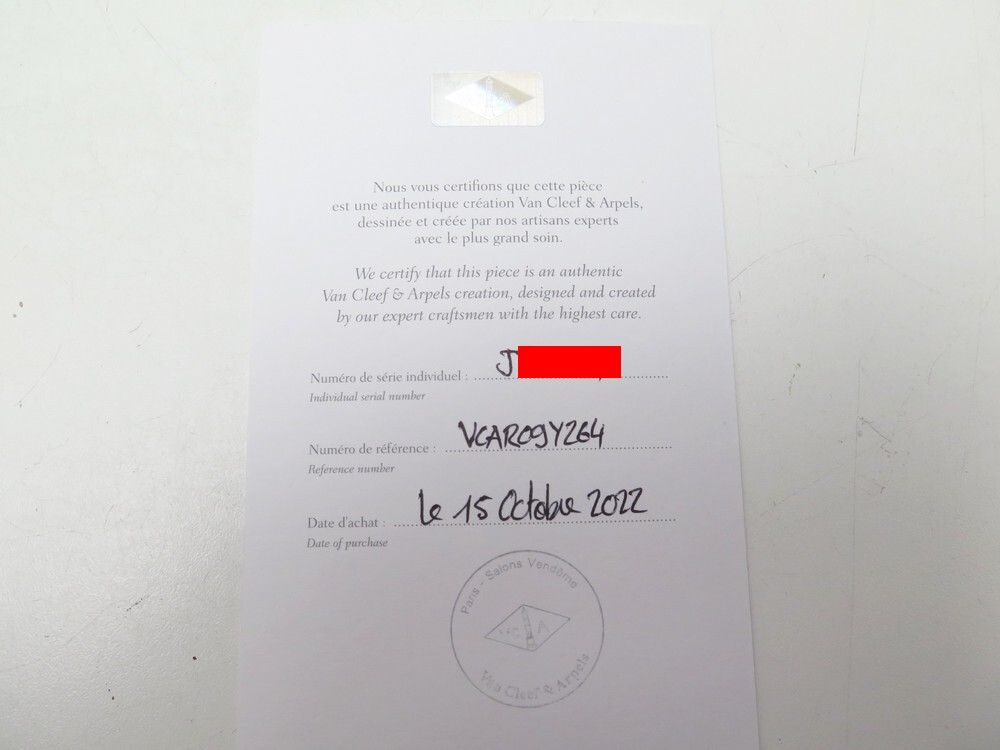 Nous vous certifions que cette pièce
est une authentique création Van Cleef & Arpels,
dessinée et créée par nos artisans experts
avec le plus grand soin.
We certify that this piece is an authentic
Van Cleef & Arpels creation, designed and created
by our expert craftsmen with the highest care.
Numéro de série individuel : J
Individual serial number
Numéro de référence : VCARO9YZ64
Reference number
Date d'achat : le 15 Octobre 2022
Date of purchase
Paris - Salons Vendôme
VC A
Van Cleef & Arpels